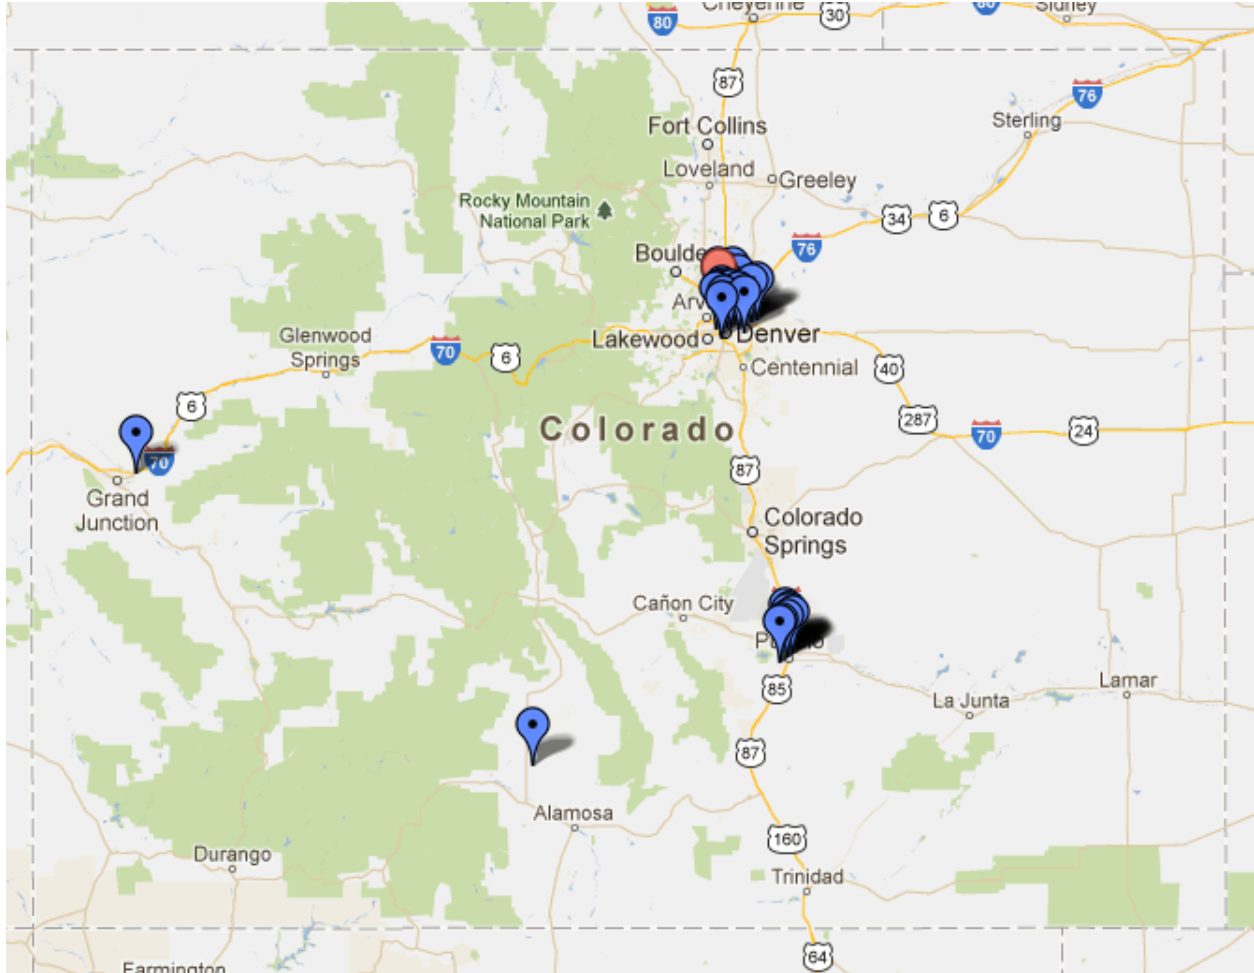 Cheyenne
80
30
80
Sidney
87
76
Fort Collins
Sterling
Loveland
Greeley
Rocky Mountain
National Park
34
6
76
Denver
Lakewood
Glenwood
Springs
70
6
Centennial
40
6
Colorado
287
70
24
70
87
Grand
Junction
Colorado
Springs
Cañon City
85
La Junta
Lamar
87
Alamosa
160
Durango
Trinidad
64
Farmington